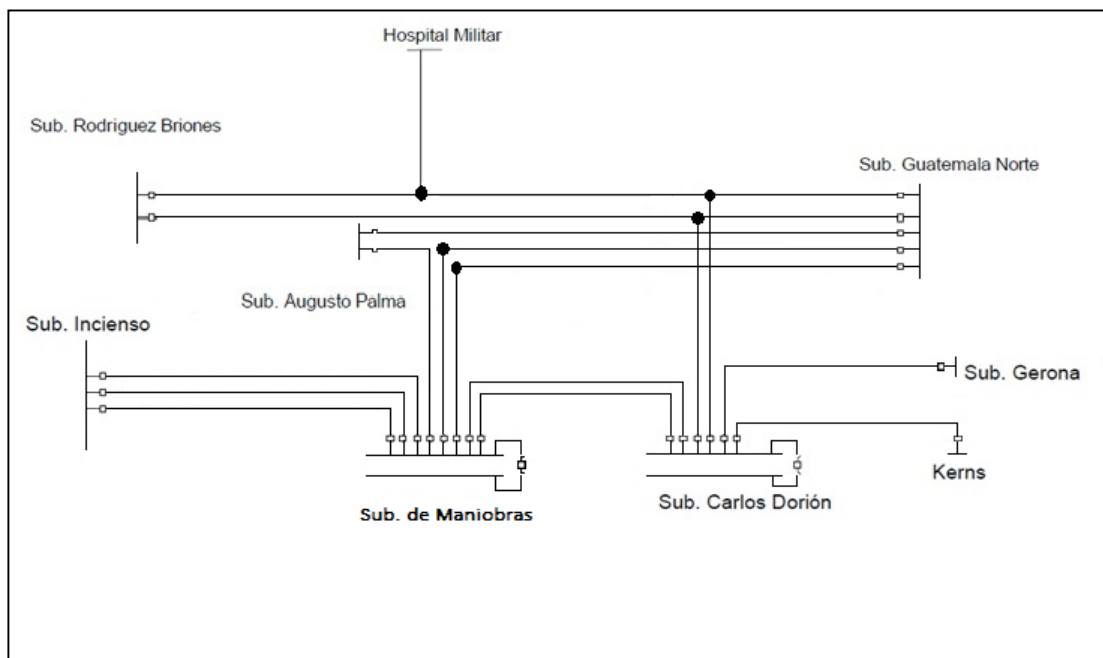 Hospital Militar
Sub. Rodriguez Briones
Sub. Guatemala Norte
Sub. Augusto Palma
Sub. Incienso
Sub. Gerona
Kerns
Sub. Carlos Dorión
Sub. de Maniobras